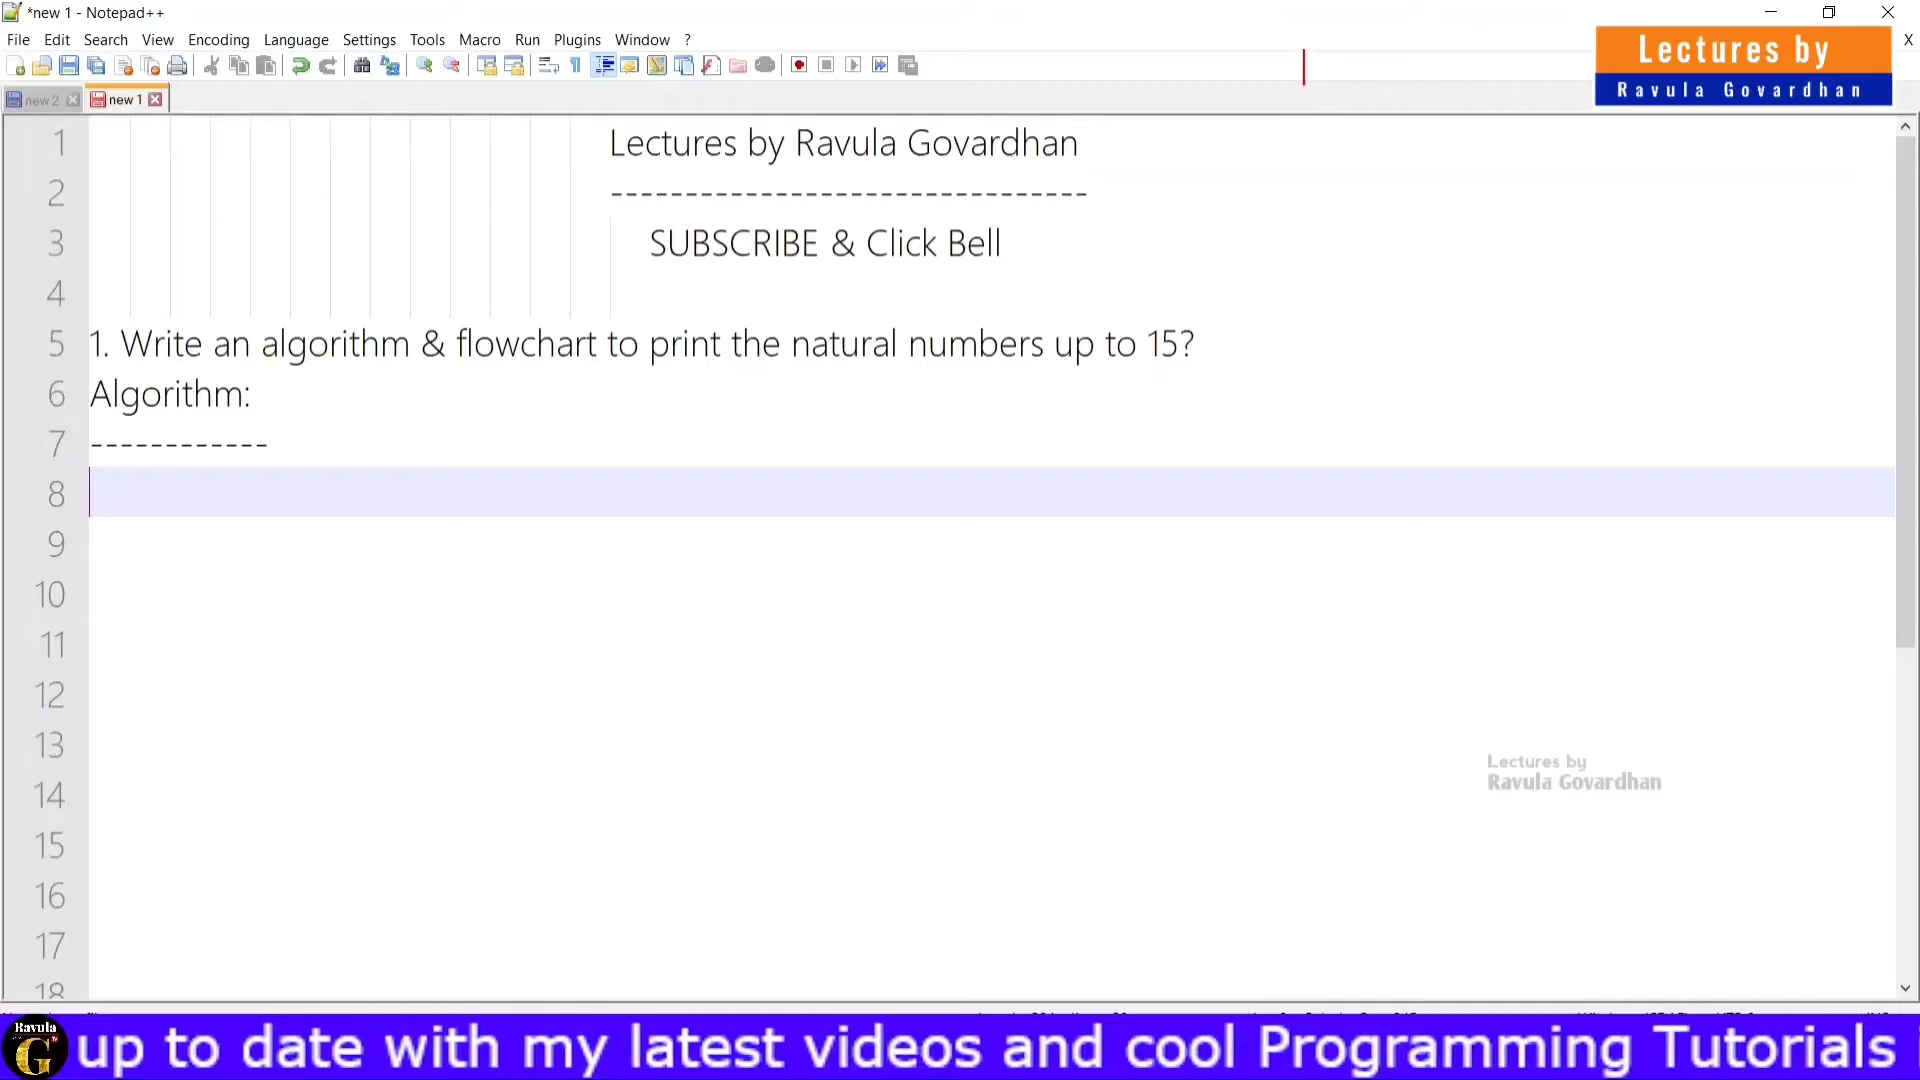 *new 1 - Notepad++
File Edit Search View Encoding Language Settings Tools Macro Run Plugins Window ?
X
Lectures by
Ravula Govardhan
new 2
new 1
1 Lectures by Ravula Govardhan
2 --------------------------------
3 SUBSCRIBE & Click Bell
4
5 1. Write an algorithm & flowchart to print the natural numbers up to 15?
6 Algorithm:
7 ------------
8
9
10
11
12
13
Lectures by
Ravula Govardhan
14
15
16
17
18
Ravula
G
up to date with my latest videos and cool Programming Tutorials